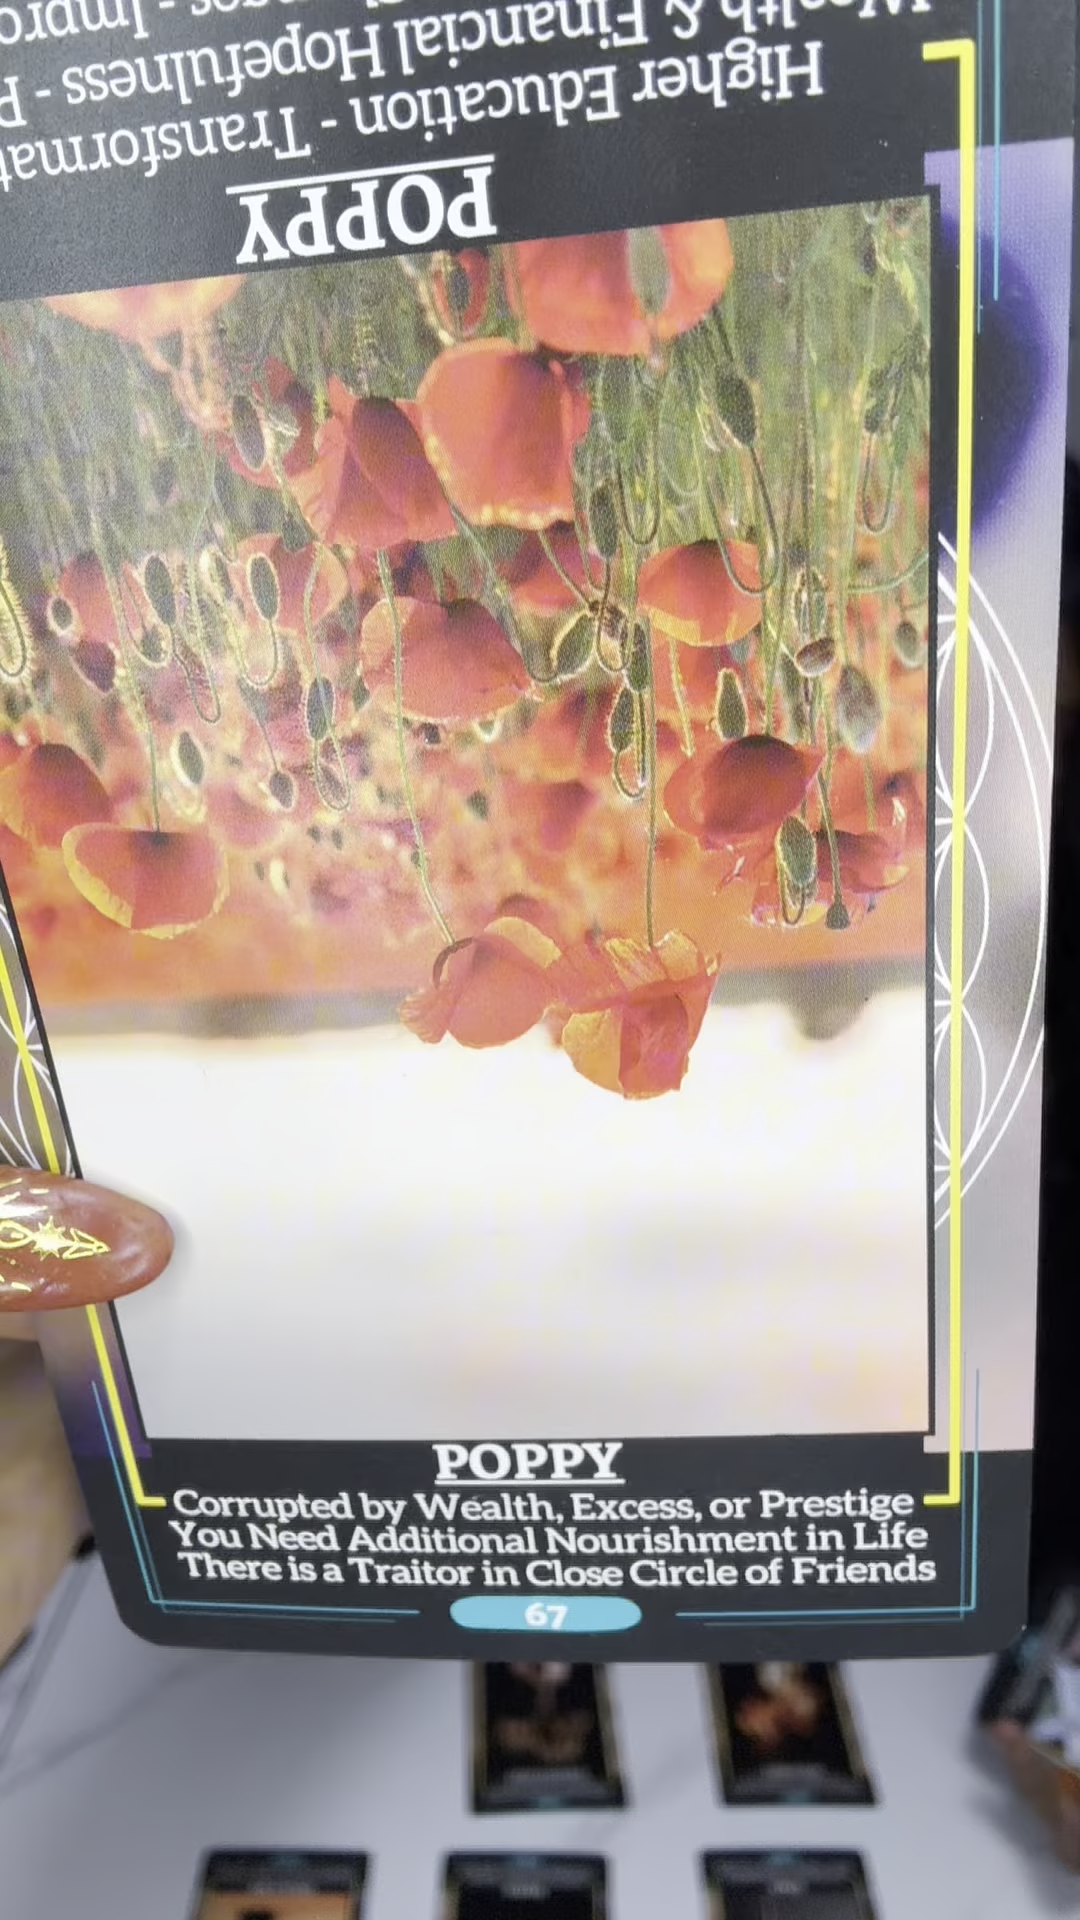 Wealth & Financial Hopefulness -
Higher Education -
POPPY
POPPY
Corrupted by Wealth, Excess, or Prestige
You Need Additional Nourishment in Life
There is a Traitor in Close Circle of Friends
67